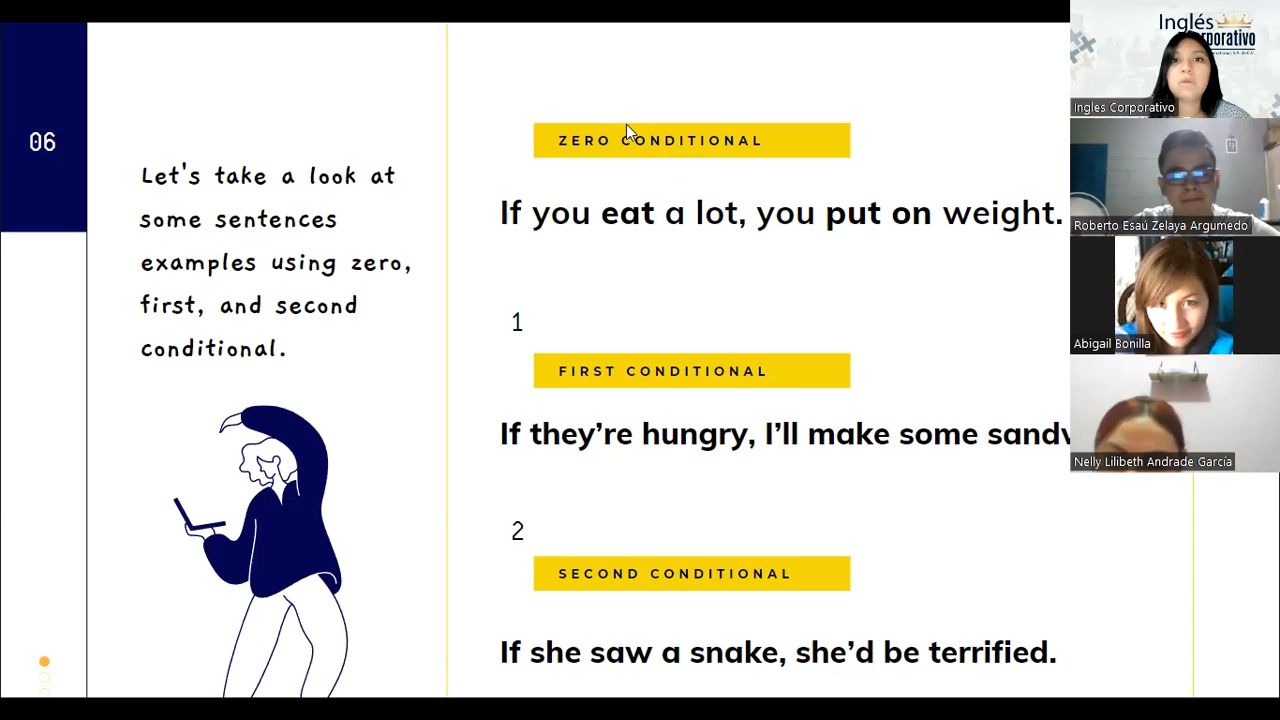 06
Let's take a look at
some sentences
examples using zero,
first, and second
conditional.
ZERO CONDITIONAL
If you eat a lot, you put on weight.
1
FIRST CONDITIONAL
If they're hungry, I'll make some
2
SECOND CONDITIONAL
If she saw a snake, she'd be terrified.
Inglés
Ingles Corporativo
Roberto Esaú Zelaya Argumedo
Abigail Bonilla
Nelly Lilibeth Andrade García